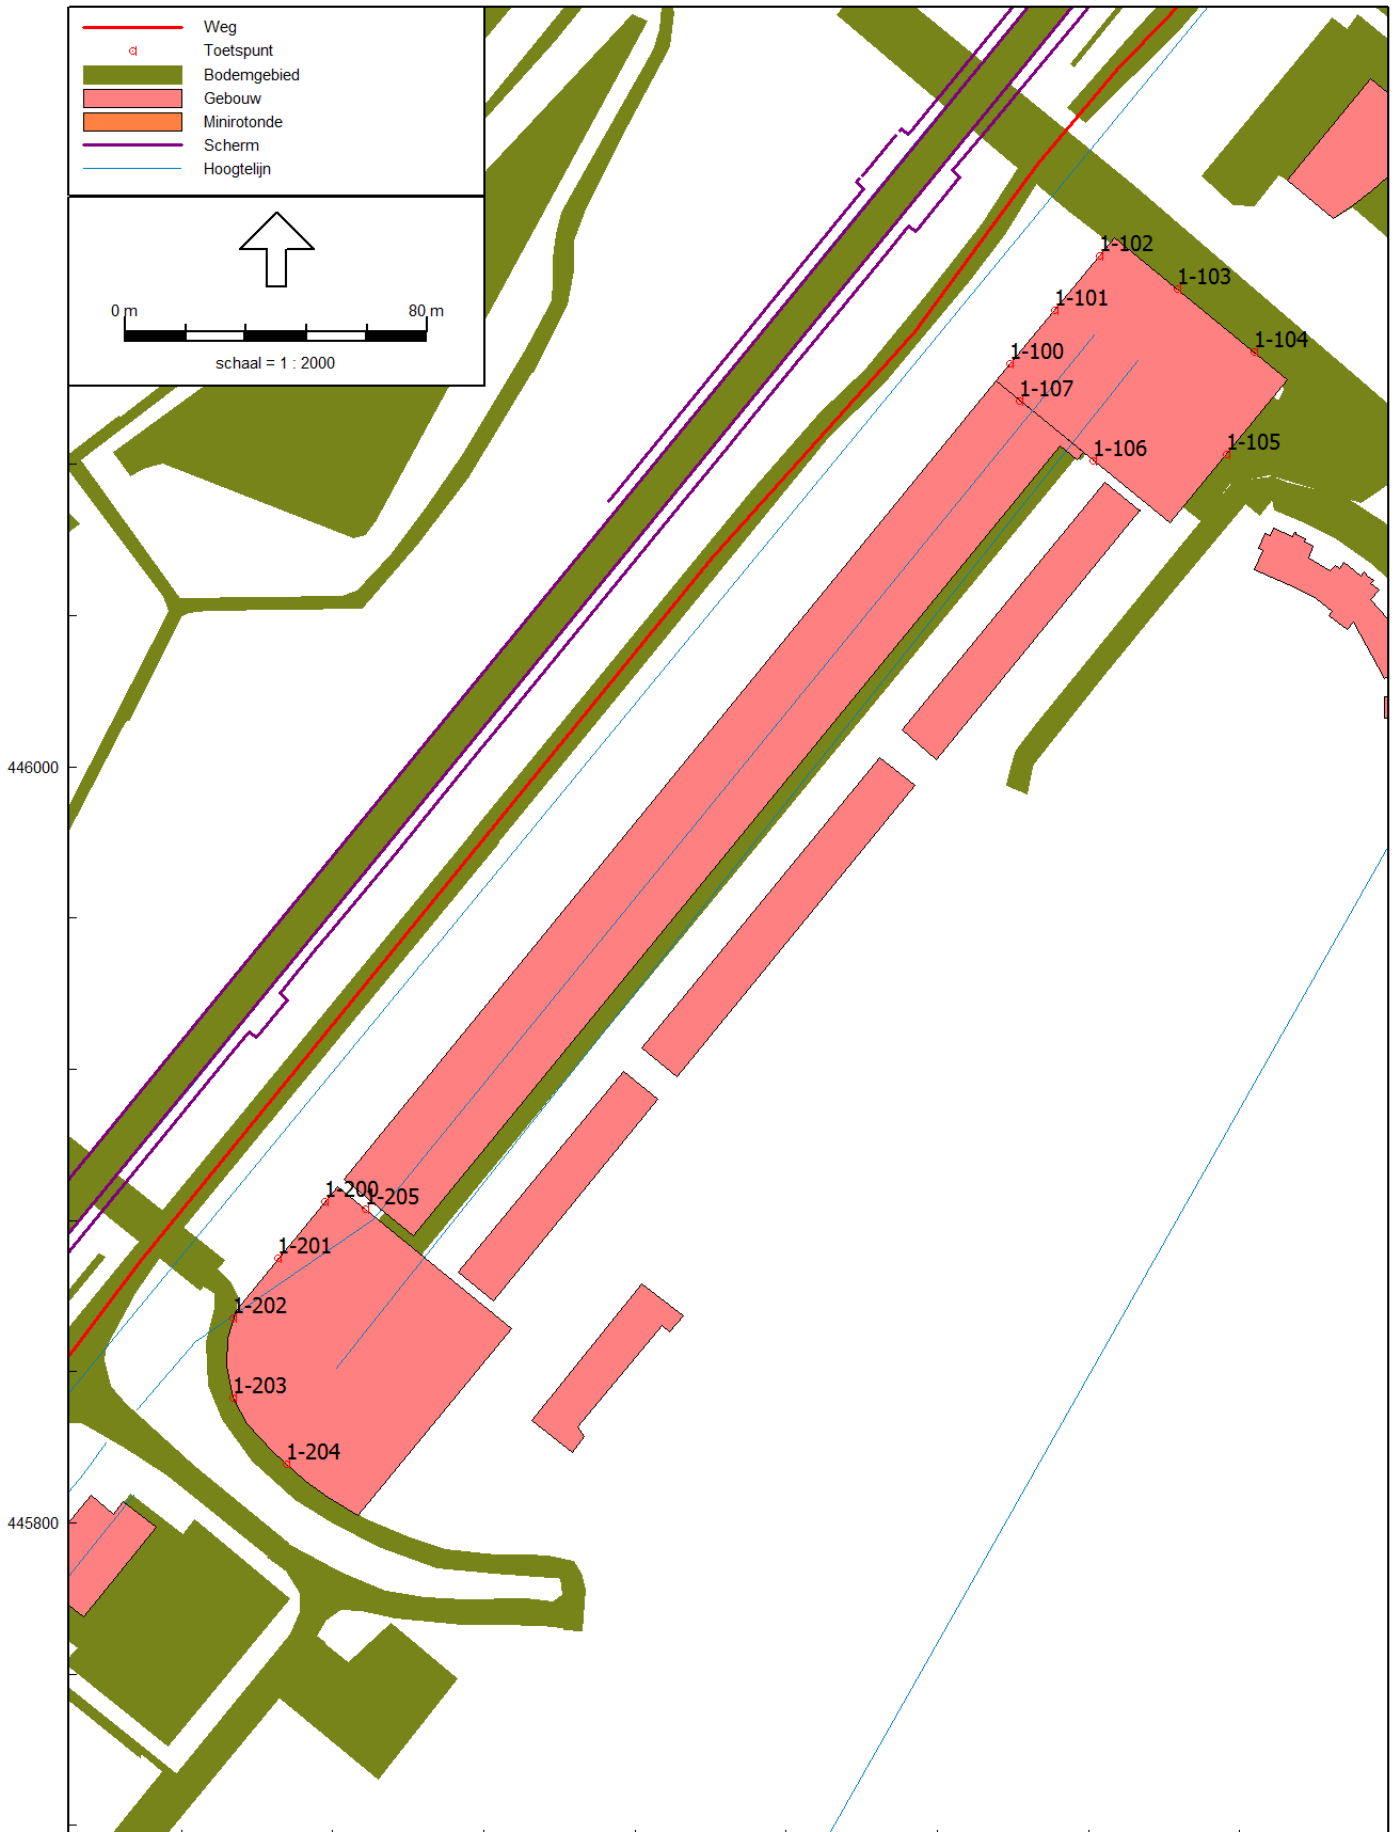 Weg
Toetspunt
Bodemgebied
Gebouw
Minirotonde
Scherm
Hoogtelijn
0 m 80 m
schaal = 1 : 2000
1-102
1-103
1-101
1-104
1-100
1-107
1-106
1-105
446000
1-200
1-205
1-201
1-202
1-203
1-204
445800